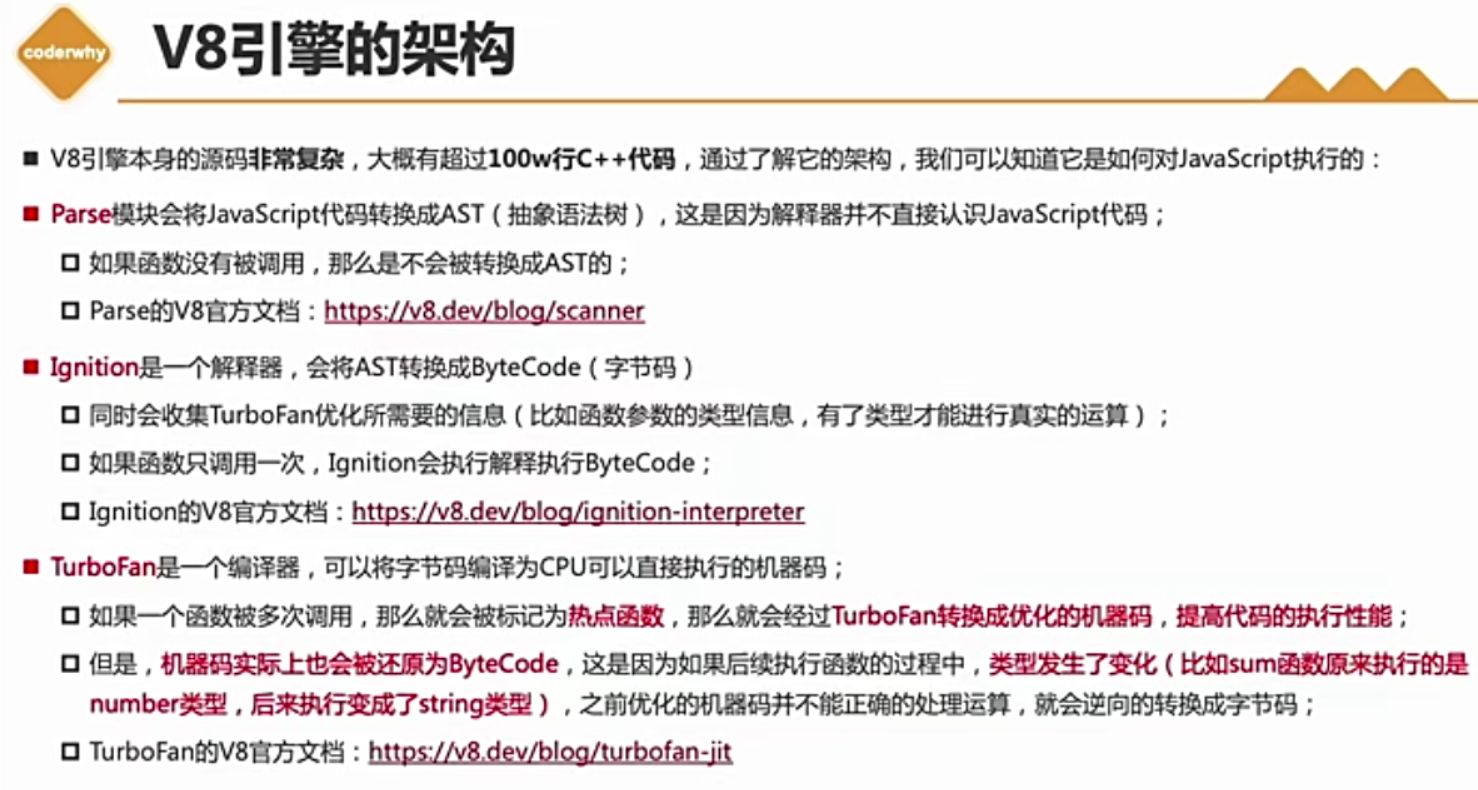 coderwhy
V8引擎的架构
■ V8引擎本身的源码非常复杂，大概有超过100w行C++代码，通过了解它的架构，我们可以知道它是如何对JavaScript执行的：
■ Parse模块会将JavaScript代码转换成AST（抽象语法树），这是因为解释器并不直接认识JavaScript代码；
□ 如果函数没有被调用，那么是不会被转换成AST的；
□ Parse的V8官方文档：https://v8.dev/blog/scanner
■ Ignition是一个解释器，会将AST转换成ByteCode（字节码）
□ 同时会收集TurboFan优化所需要的信息（比如函数参数的类型信息，有了类型才能进行真实的运算）；
□ 如果函数只调用一次，Ignition会执行解释执行ByteCode；
□ Ignition的V8官方文档：https://v8.dev/blog/ignition-interpreter
■ TurboFan是一个编译器，可以将字节码编译为CPU可以直接执行的机器码；
□ 如果一个函数被多次调用，那么就会被标记为热点函数，那么就会经过TurboFan转换成优化的机器码，提高代码的执行性能；
□ 但是，机器码实际上也会被还原为ByteCode，这是因为如果后续执行函数的过程中，类型发生了变化（比如sum函数原来执行的是
number类型，后来执行变成了string类型），之前优化的机器码并不能正确的处理运算，就会逆向的转换成字节码；
□ TurboFan的V8官方文档：https://v8.dev/blog/turbofan-jit